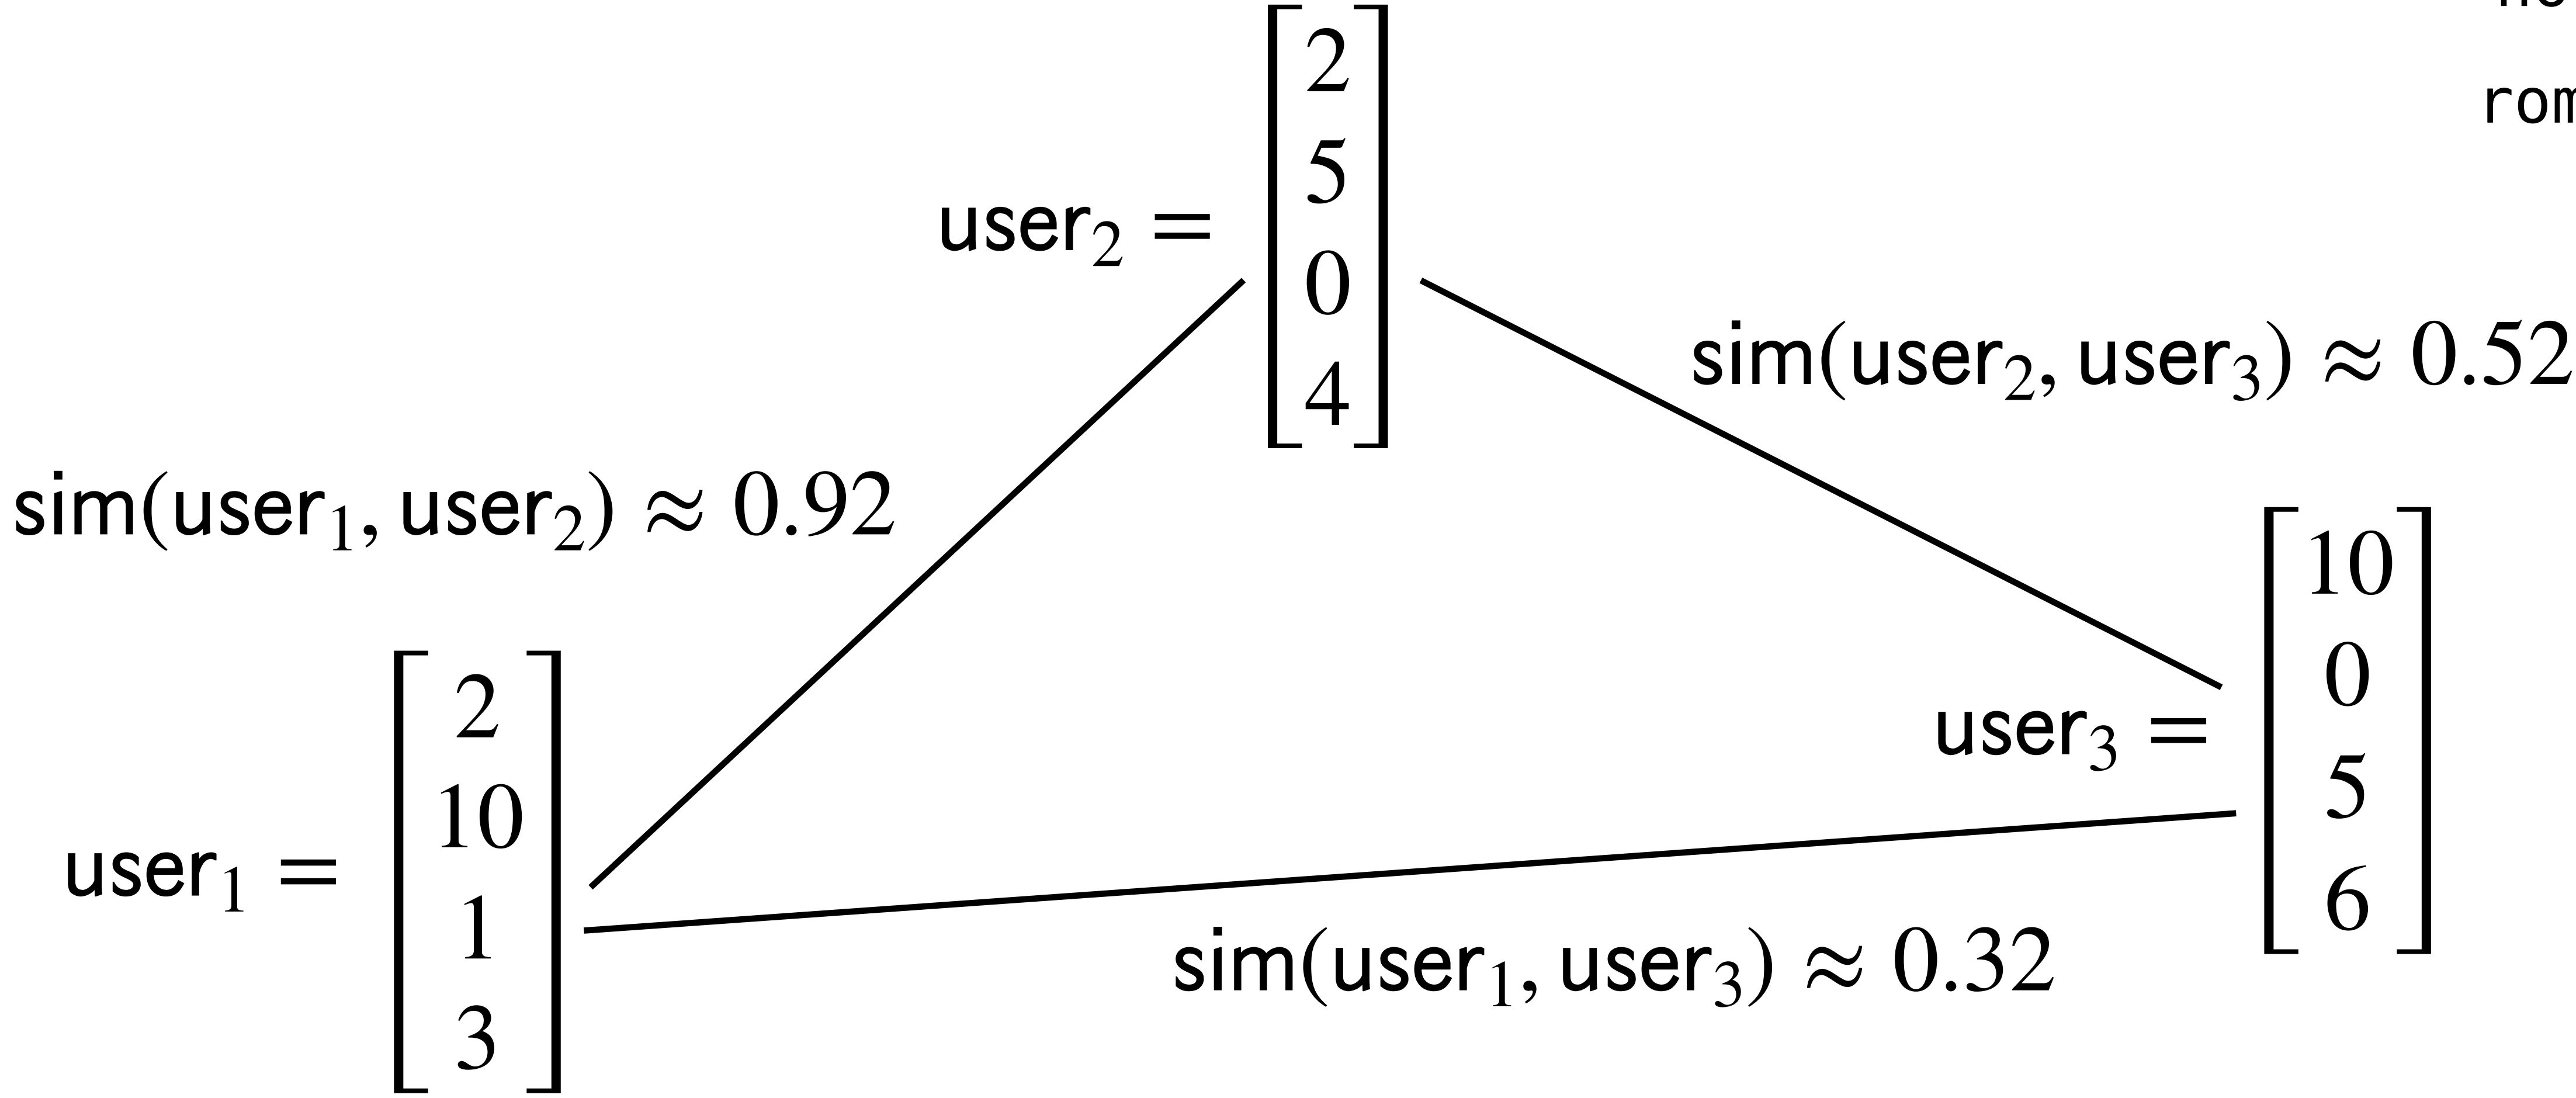 rom
user₂ = [2 5 0 4]
sim(user₂, user₃) ≈ 0.52
sim(user₁, user₂) ≈ 0.92
user₃ = [10 0 5 6]
user₁ = [2 10 1 3]
sim(user₁, user₃) ≈ 0.32